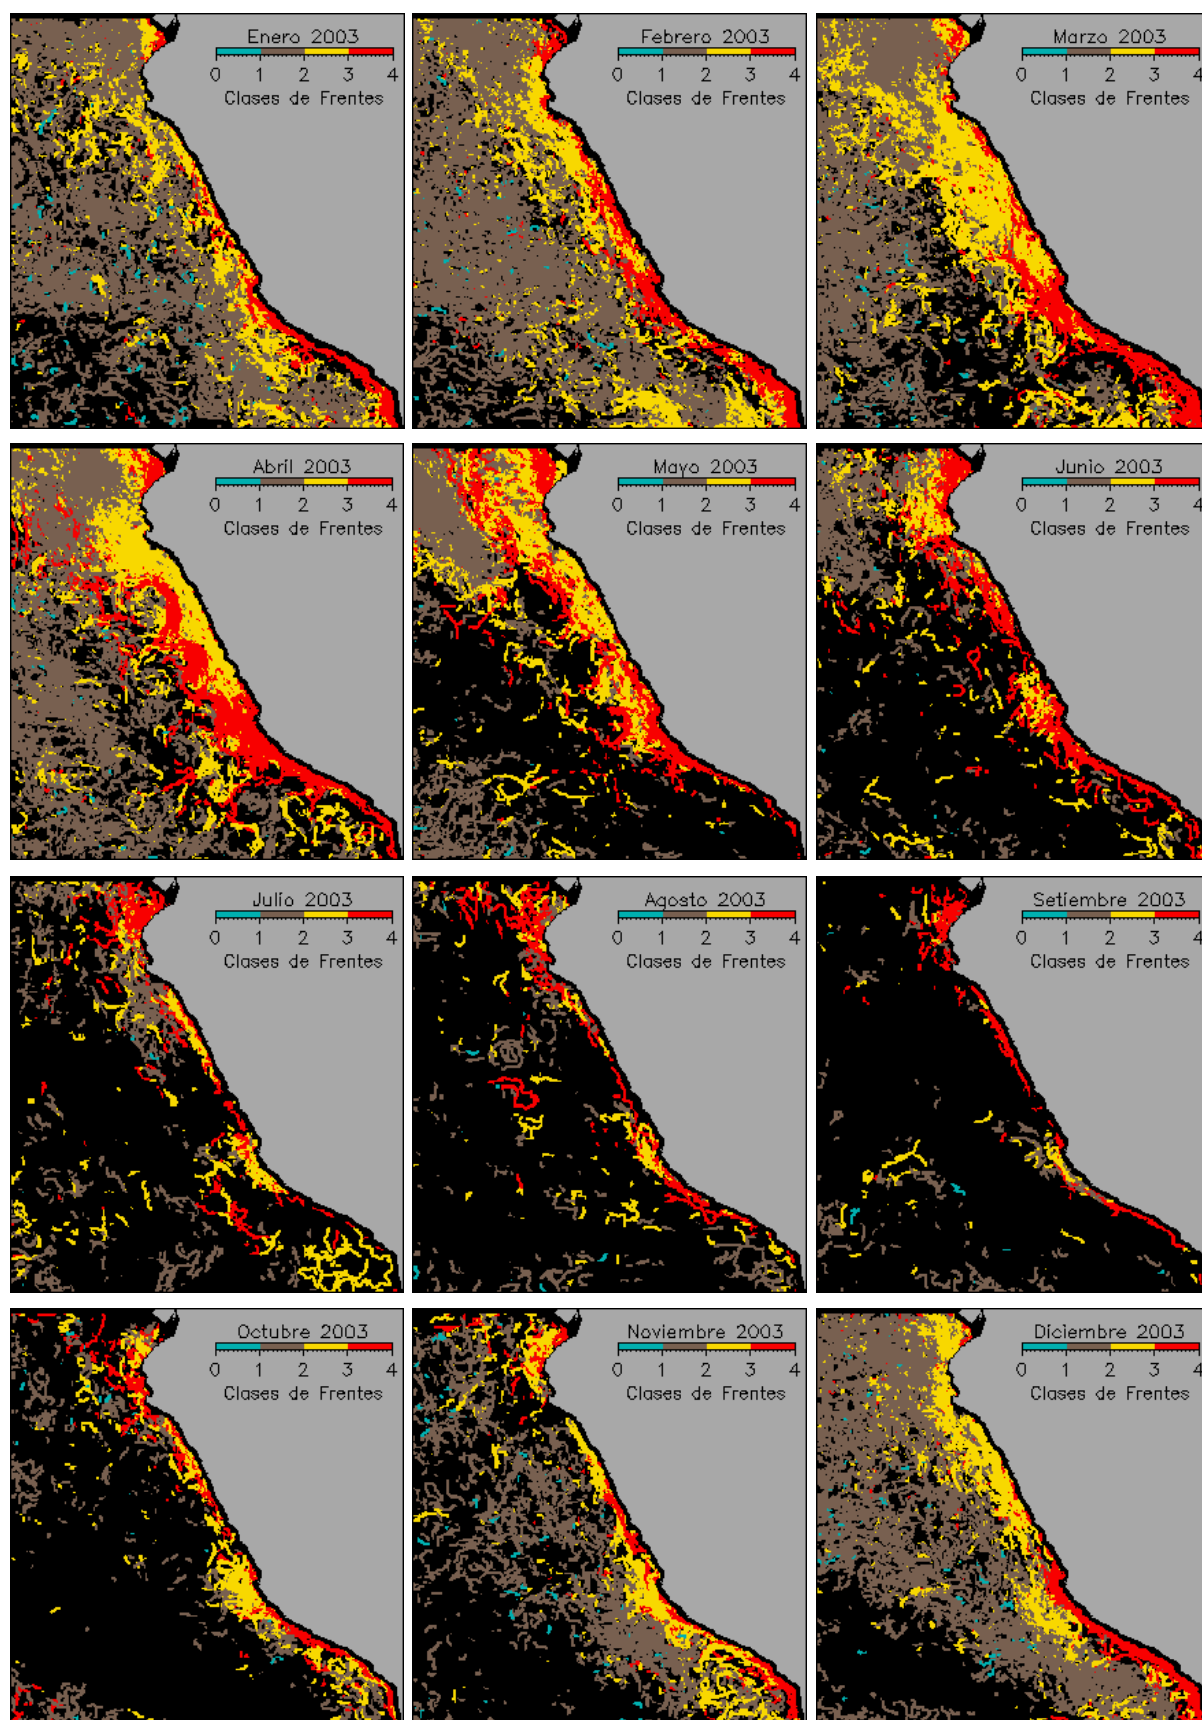 Enero 2003
0 1 2 3 4
Clases de Frentes
Febrero 2003
0 1 2 3 4
Clases de Frentes
Marzo 2003
0 1 2 3 4
Clases de Frentes
Abril 2003
0 1 2 3 4
Clases de Frentes
Mayo 2003
0 1 2 3 4
Clases de Frentes
Junio 2003
0 1 2 3 4
Clases de Frentes
Julio 2003
0 1 2 3 4
Clases de Frentes
Agosto 2003
0 1 2 3 4
Clases de Frentes
Setiembre 2003
0 1 2 3 4
Clases de Frentes
Octubre 2003
0 1 2 3 4
Clases de Frentes
Noviembre 2003
0 1 2 3 4
Clases de Frentes
Diciembre 2003
0 1 2 3 4
Clases de Frentes